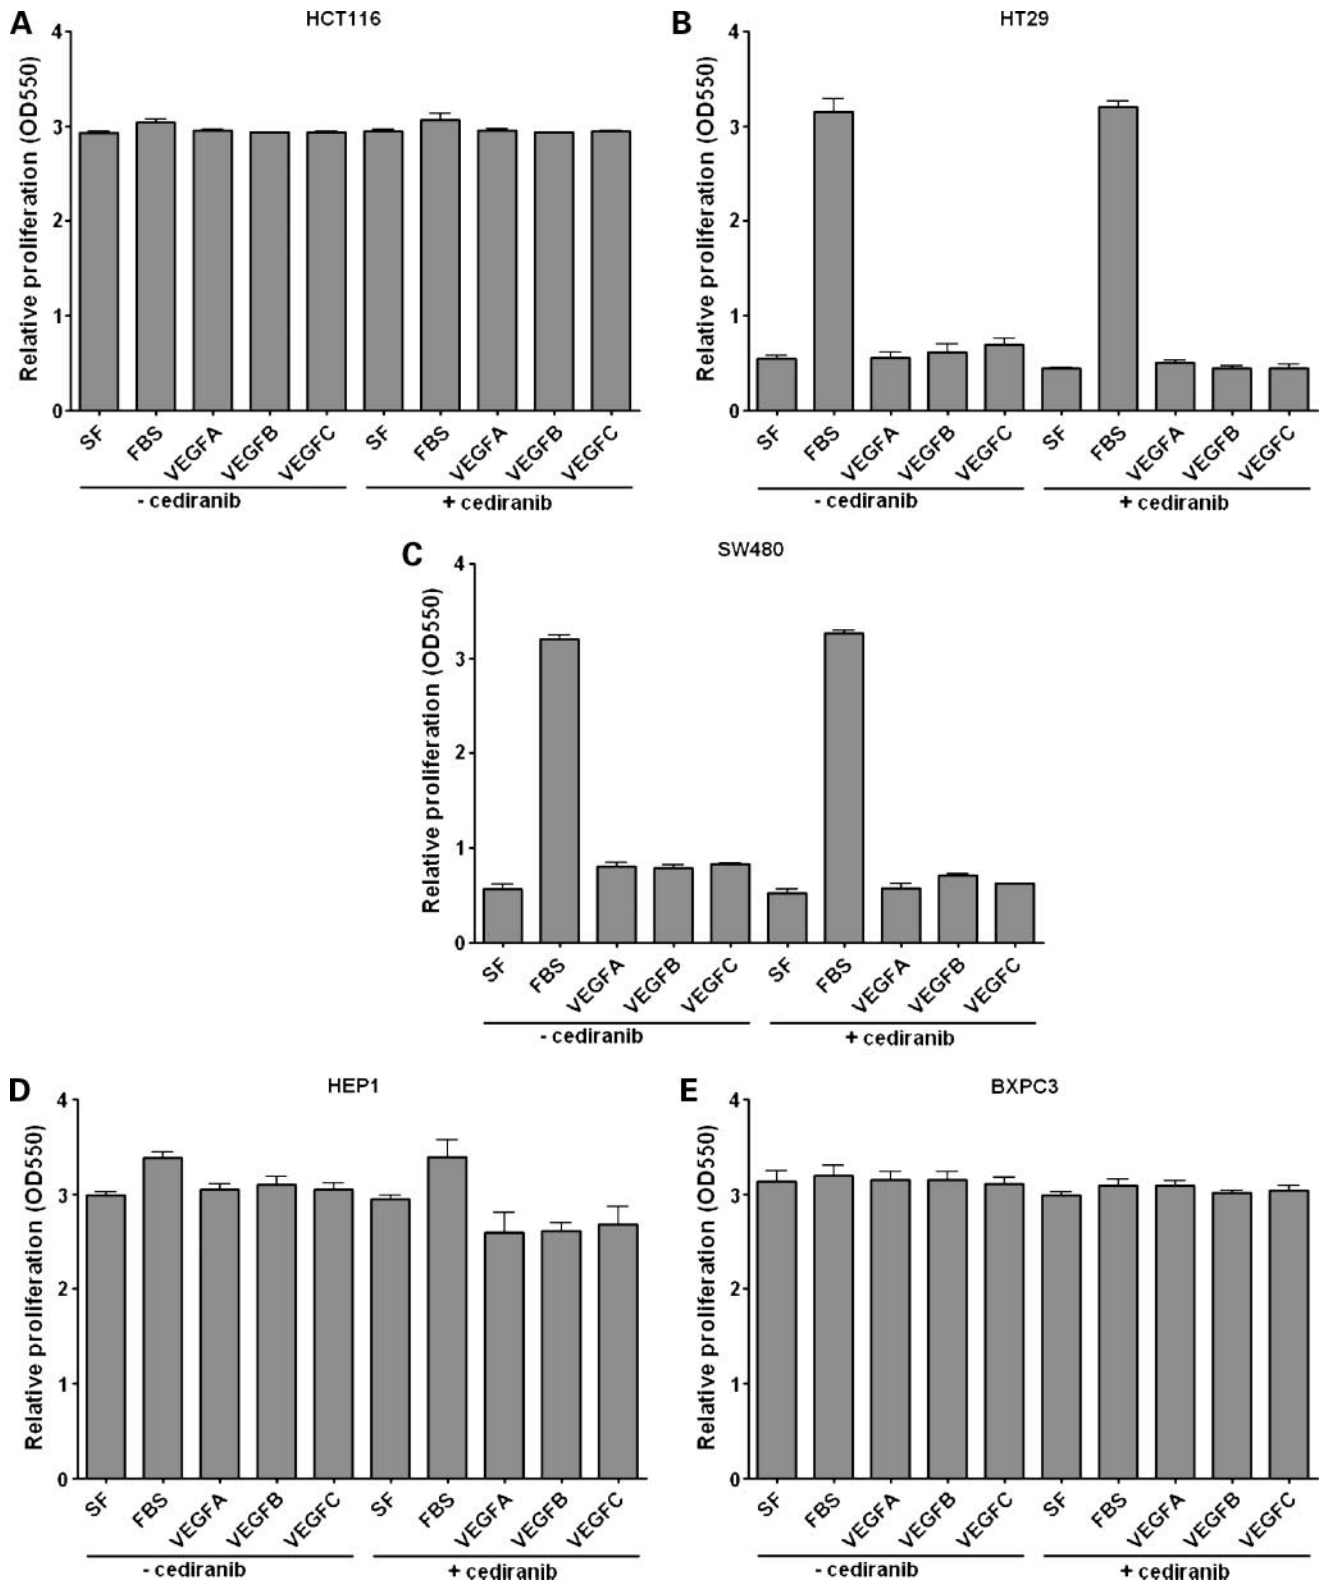 A
HCT116
Relative proliferation (OD550)
4
3
2
1
0
SF
FBS
VEGFA
VEGFB
VEGFC
SF
FBS
VEGFA
VEGFB
VEGFC
- cediranib
+ cediranib
B
HT29
Relative proliferation (OD550)
4
3
2
1
0
SF
FBS
VEGFA
VEGFB
VEGFC
SF
FBS
VEGFA
VEGFB
VEGFC
- cediranib
+ cediranib
C
SW480
Relative proliferation (OD550)
4
3
2
1
0
SF
FBS
VEGFA
VEGFB
VEGFC
SF
FBS
VEGFA
VEGFB
VEGFC
- cediranib
+ cediranib
D
HEP1
Relative proliferation (OD550)
4
3
2
1
0
SF
FBS
VEGFA
VEGFB
VEGFC
SF
FBS
VEGFA
VEGFB
VEGFC
- cediranib
+ cediranib
E
BXPC3
Relative proliferation (OD550)
4
3
2
1
0
SF
FBS
VEGFA
VEGFB
VEGFC
SF
FBS
VEGFA
VEGFB
VEGFC
- cediranib
+ cediranib